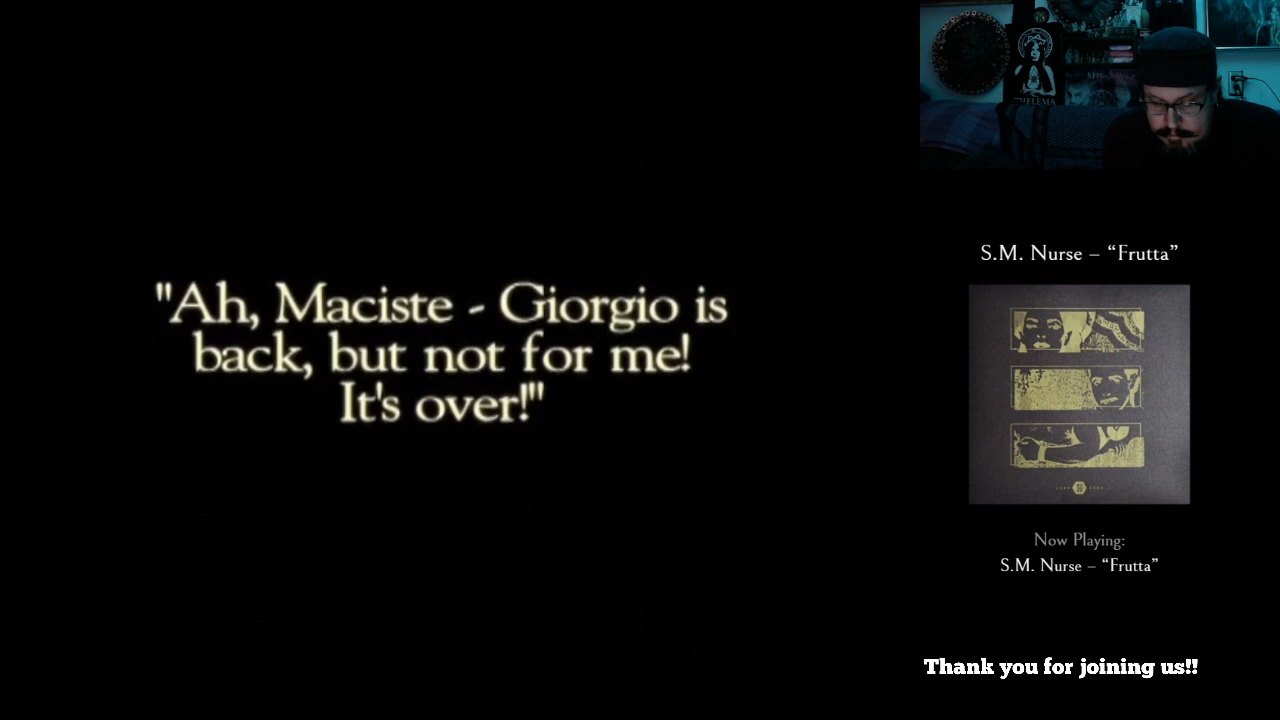 "Ah, Maciste - Giorgio is
back, but not for me!
It's over!"
THELEMA
S.M. Nurse – “Frutta”
Now Playing:
S.M. Nurse – “Frutta”
Thank you for joining us!!